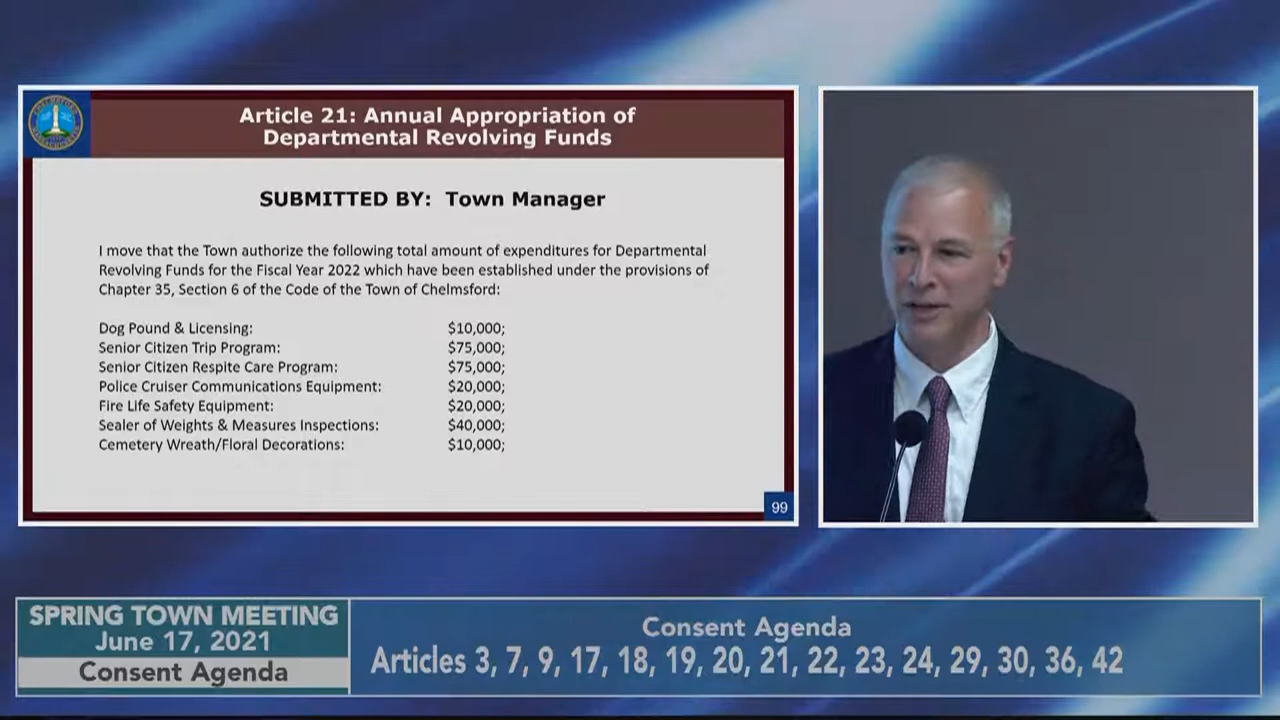 Article 21: Annual Appropriation of
Departmental Revolving Funds
SUBMITTED BY: Town Manager
I move that the Town authorize the following total amount of expenditures for Departmental
Revolving Funds for the Fiscal Year 2022 which have been established under the provisions of
Chapter 35, Section 6 of the Code of the Town of Chelmsford:
Dog Pound & Licensing: $10,000;
Senior Citizen Trip Program: $75,000;
Senior Citizen Respite Care Program: $75,000;
Police Cruiser Communications Equipment: $20,000;
Fire Life Safety Equipment: $20,000;
Sealer of Weights & Measures Inspections: $40,000;
Cemetery Wreath/Floral Decorations: $10,000;
99
SPRING TOWN MEETING
June 17, 2021
Consent Agenda
Consent Agenda
Articles 3, 7, 9, 17, 18, 19, 20, 21, 22, 23, 24, 29, 30, 36, 42